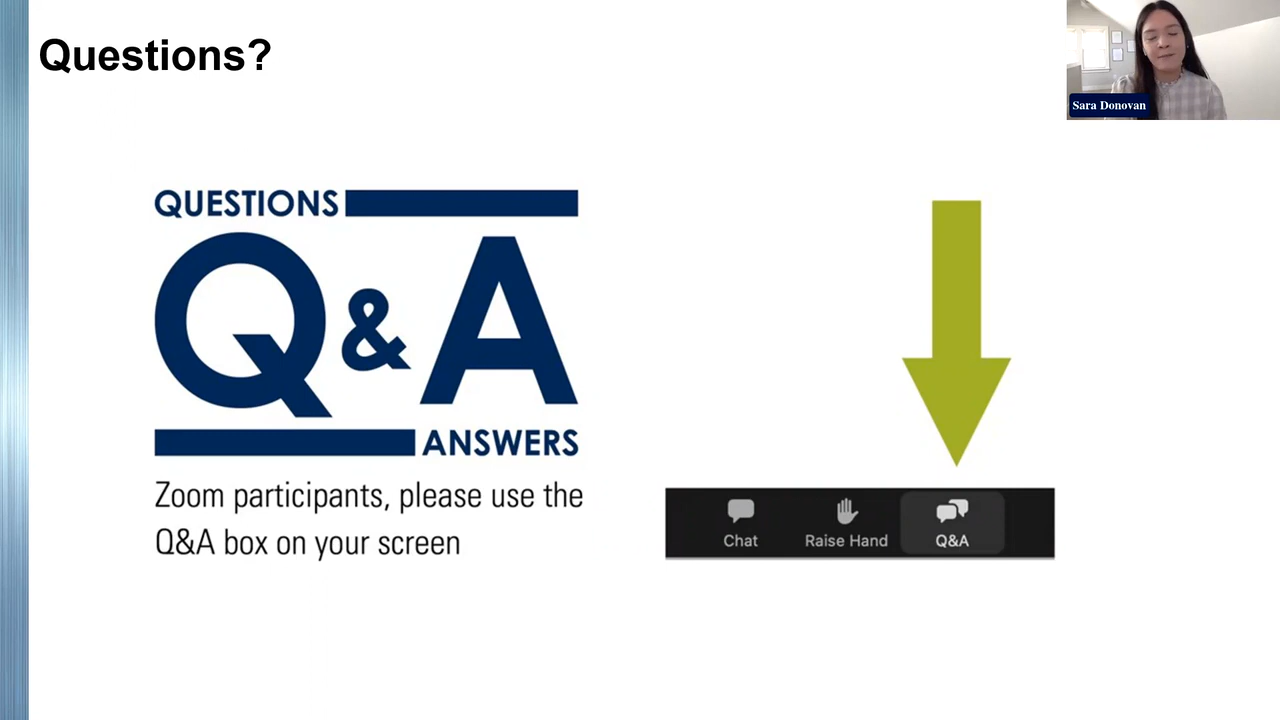 Questions?
Sara Donovan
QUESTIONS
Q & A
ANSWERS
Zoom participants, please use the
Q&A box on your screen
Chat
Raise Hand
Q&A